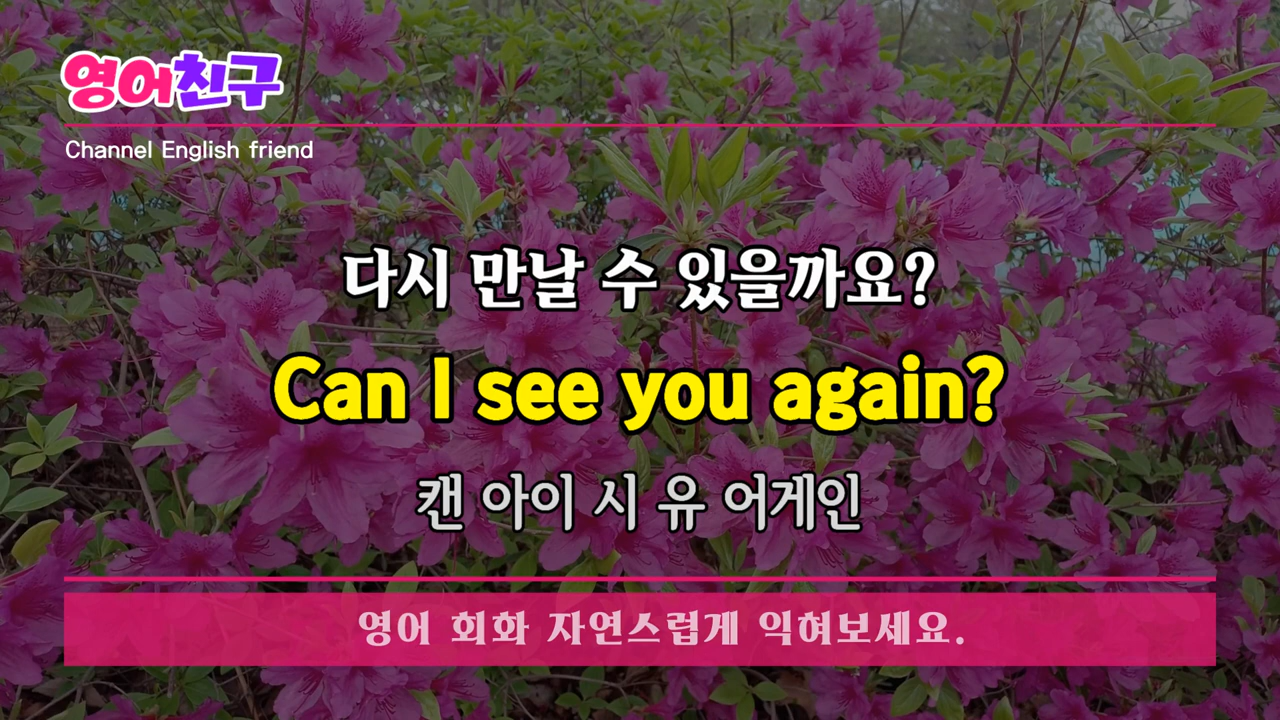 영어친구
Channel English friend
다시 만날 수 있을까요?
Can I see you again?
캔 아이 시 유 어게인
영어 회화 자연스럽게 익혀보세요.